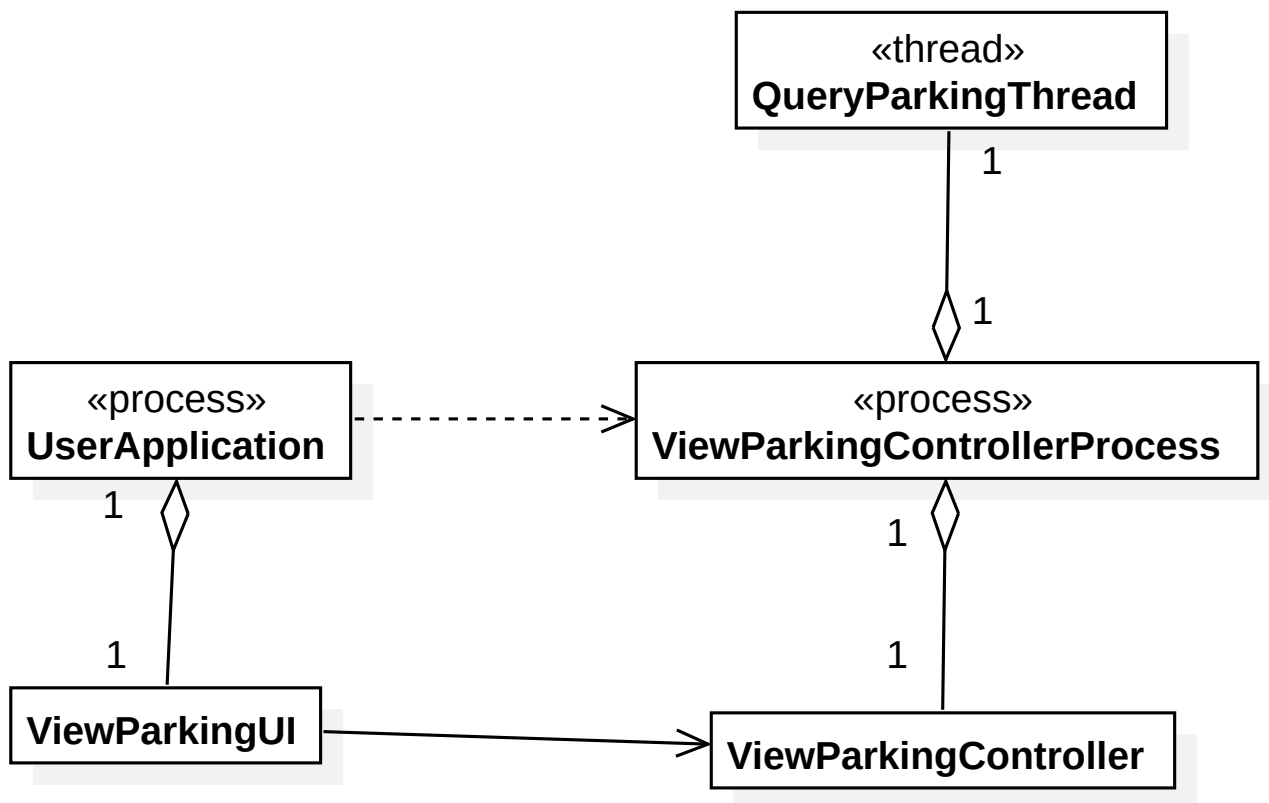 «thread»
QueryParkingThread
1
1
«process»
UserApplication
«process»
ViewParkingControllerProcess
1
1
1
1
ViewParkingUI
ViewParkingController